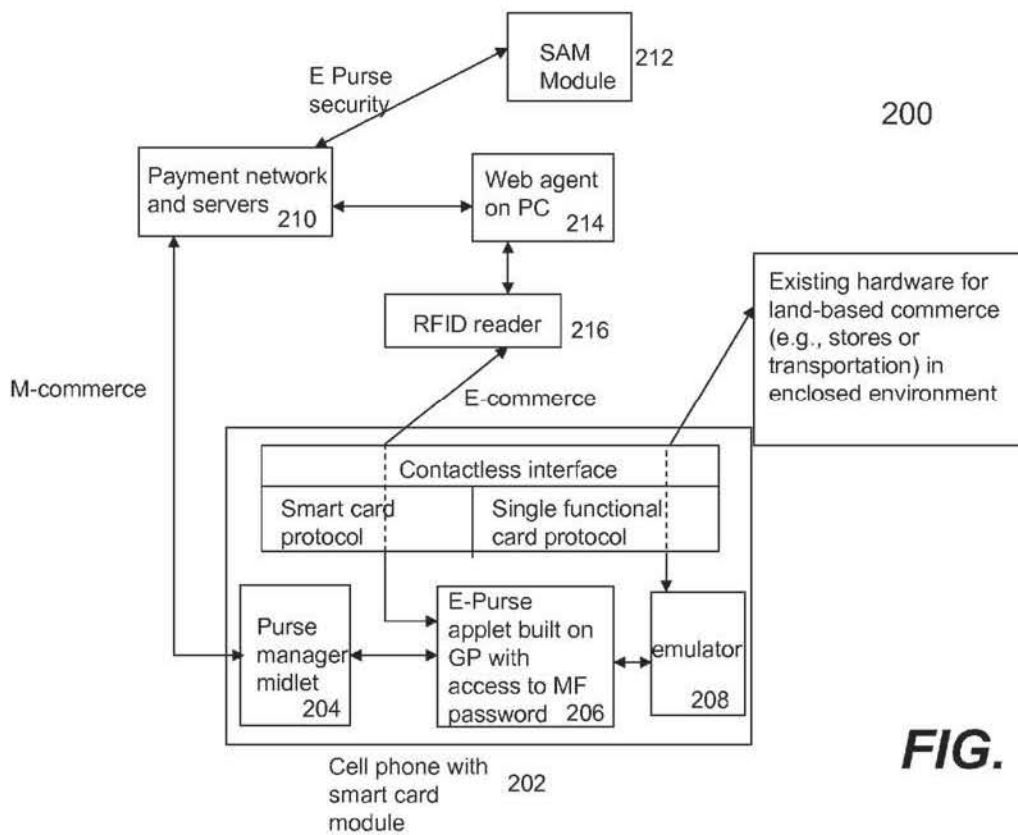 SAM
Module
212
E Purse
security
200
Payment network
and servers
210
Web agent
on PC
214
Existing hardware for
land-based commerce
(e.g., stores or
transportation) in
enclosed environment
RFID reader
216
M-commerce
E-commerce
Contactless interface
Smart card
protocol
Single functional
card protocol
Purse
manager
midlet
204
E-Purse
applet built on
GP with
access to MF
password
206
emulator
208
Cell phone with
smart card
module
202
FIG.